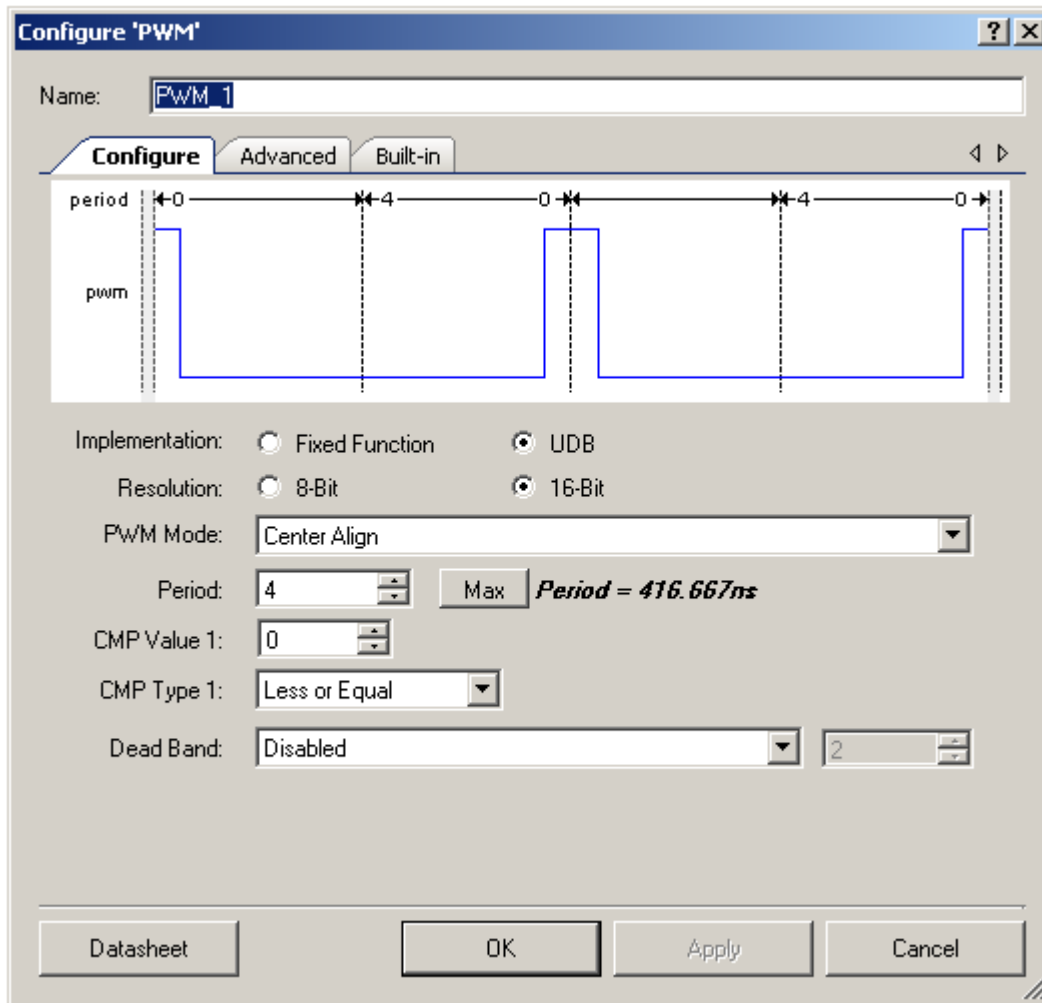 Configure 'PWM'
Name: PWM_1
Configure Advanced Built-in
period 0 4 0 4 0
pwm
Implementation: Fixed Function UDB
Resolution: 8-Bit 16-Bit
PWM Mode: Center Align
Period: 4 Max Period = 416.667ns
CMP Value 1: 0
CMP Type 1: Less or Equal
Dead Band: Disabled 2
Datasheet OK Apply Cancel